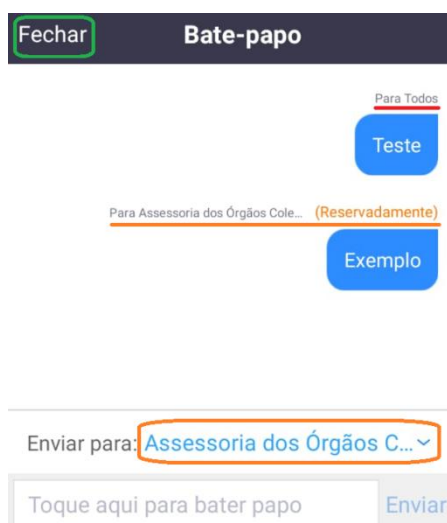 Fechar Bate-papo
Para Todos
Teste
Para Assessoria dos Órgãos Cole... (Reservadamente)
Exemplo
Enviar para: Assessoria dos Órgãos C...
Toque aqui para bater papo Enviar